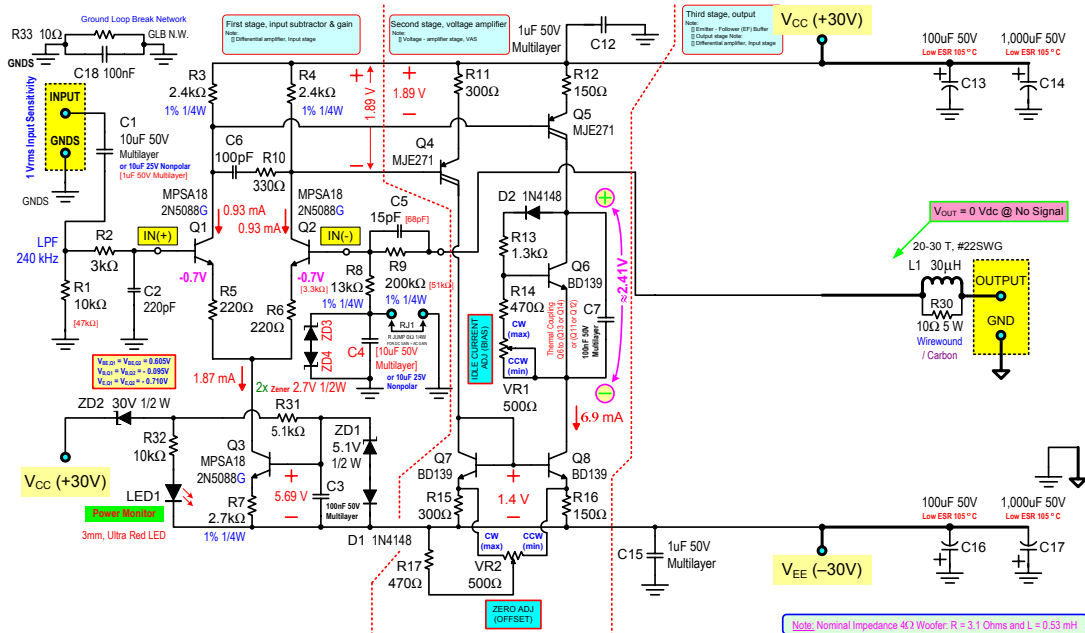 Ground Loop Break Network
R33 10Ω
GLB N.W.
GNDS
C18 100nF
First stage, input subtractor & gain
Note:
[] Differential amplifier, Input stage
Second stage, voltage amplifier
Note:
[] Voltage - amplifier stage, VAS
Third stage, output
Note:
[] Emitter - Follower (EF) Buffer
[] Output stage Note:
[] Differential amplifier, Input stage
1uF 50V
Multilayer
C12
VCC (+30V)
100uF 50V
Low ESR 105 °C
C13
1,000uF 50V
Low ESR 105 °C
C14
1 Vrms Input Sensitivity
INPUT
GNDS
GNDS
C1
10uF 50V
Multilayer
or 10uF 25V Nonpolar
[1uF 50V Multilayer]
R3
2.4kΩ
1% 1/4W
R4
2.4kΩ
1% 1/4W
+
1.89 V
−
+
1.89 V
−
R11
300Ω
R12
150Ω
Q4
MJE271
Q5
MJE271
C6
100pF
R10
330Ω
MPSA18
2N5088G
Q1
0.93 mA
0.93 mA
MPSA18
2N5088G
Q2
C5
15pF
[68pF]
IN(+)
IN(-)
LPF
240 kHz
R2
3kΩ
R1
10kΩ
[47kΩ]
C2
220pF
-0.7V
-0.7V
[3.3kΩ]
R5
220Ω
R6
220Ω
R8
13kΩ
1% 1/4W
R9
200kΩ
[51kΩ]
1% 1/4W
RJ1
R JUMP 0Ω 1/4W
FOR DC GAIN = AC GAIN
ZD3
ZD4
C4
[10uF 50V
Multilayer]
or 10uF 25V
Nonpolar
2x Zener 2.7V 1/2W
D2 1N4148
R13
1.3kΩ
R14
470Ω
Q6
BD139
C7
100nF 50V
Multilayer
Thermal Coupling
Q6 to (Q13 or Q14)
or (Q11 or Q12)
IDLE CURRENT
ADJ (BIAS)
CW
(max)
CCW
(min)
VR1
500Ω
+
≈2.41V
−
6.9 mA
VOUT = 0 Vdc @ No Signal
20-30 T, #22SWG
L1 30μH
R30
10Ω 5 W
Wirewound
/ Carbon
OUTPUT
GND
VBE,Q1 = VBE,Q2 = 0.605V
VB,Q1 = VB,Q2 = - 0.095V
VE,Q1 = VE,Q2 = - 0.710V
1.87 mA
ZD2 30V 1/2 W
R31
5.1kΩ
ZD1
5.1V
1/2 W
R32
10kΩ
Q3
MPSA18
2N5088G
VCC (+30V)
LED1
Power Monitor
3mm, Ultra Red LED
R7
2.7kΩ
1% 1/4W
+
5.69 V
−
C3
100nF 50V
Multilayer
D1 1N4148
Q7
BD139
Q8
BD139
+
1.4 V
−
R15
300Ω
R16
150Ω
CW
(max)
CCW
(min)
R17
470Ω
VR2
500Ω
ZERO ADJ
(OFFSET)
C15
1uF 50V
Multilayer
VEE (–30V)
100uF 50V
Low ESR 105 °C
C16
1,000uF 50V
Low ESR 105 °C
C17
Note: Nominal Impedance 4Ω Woofer: R = 3.1 Ohms and L = 0.53 mH